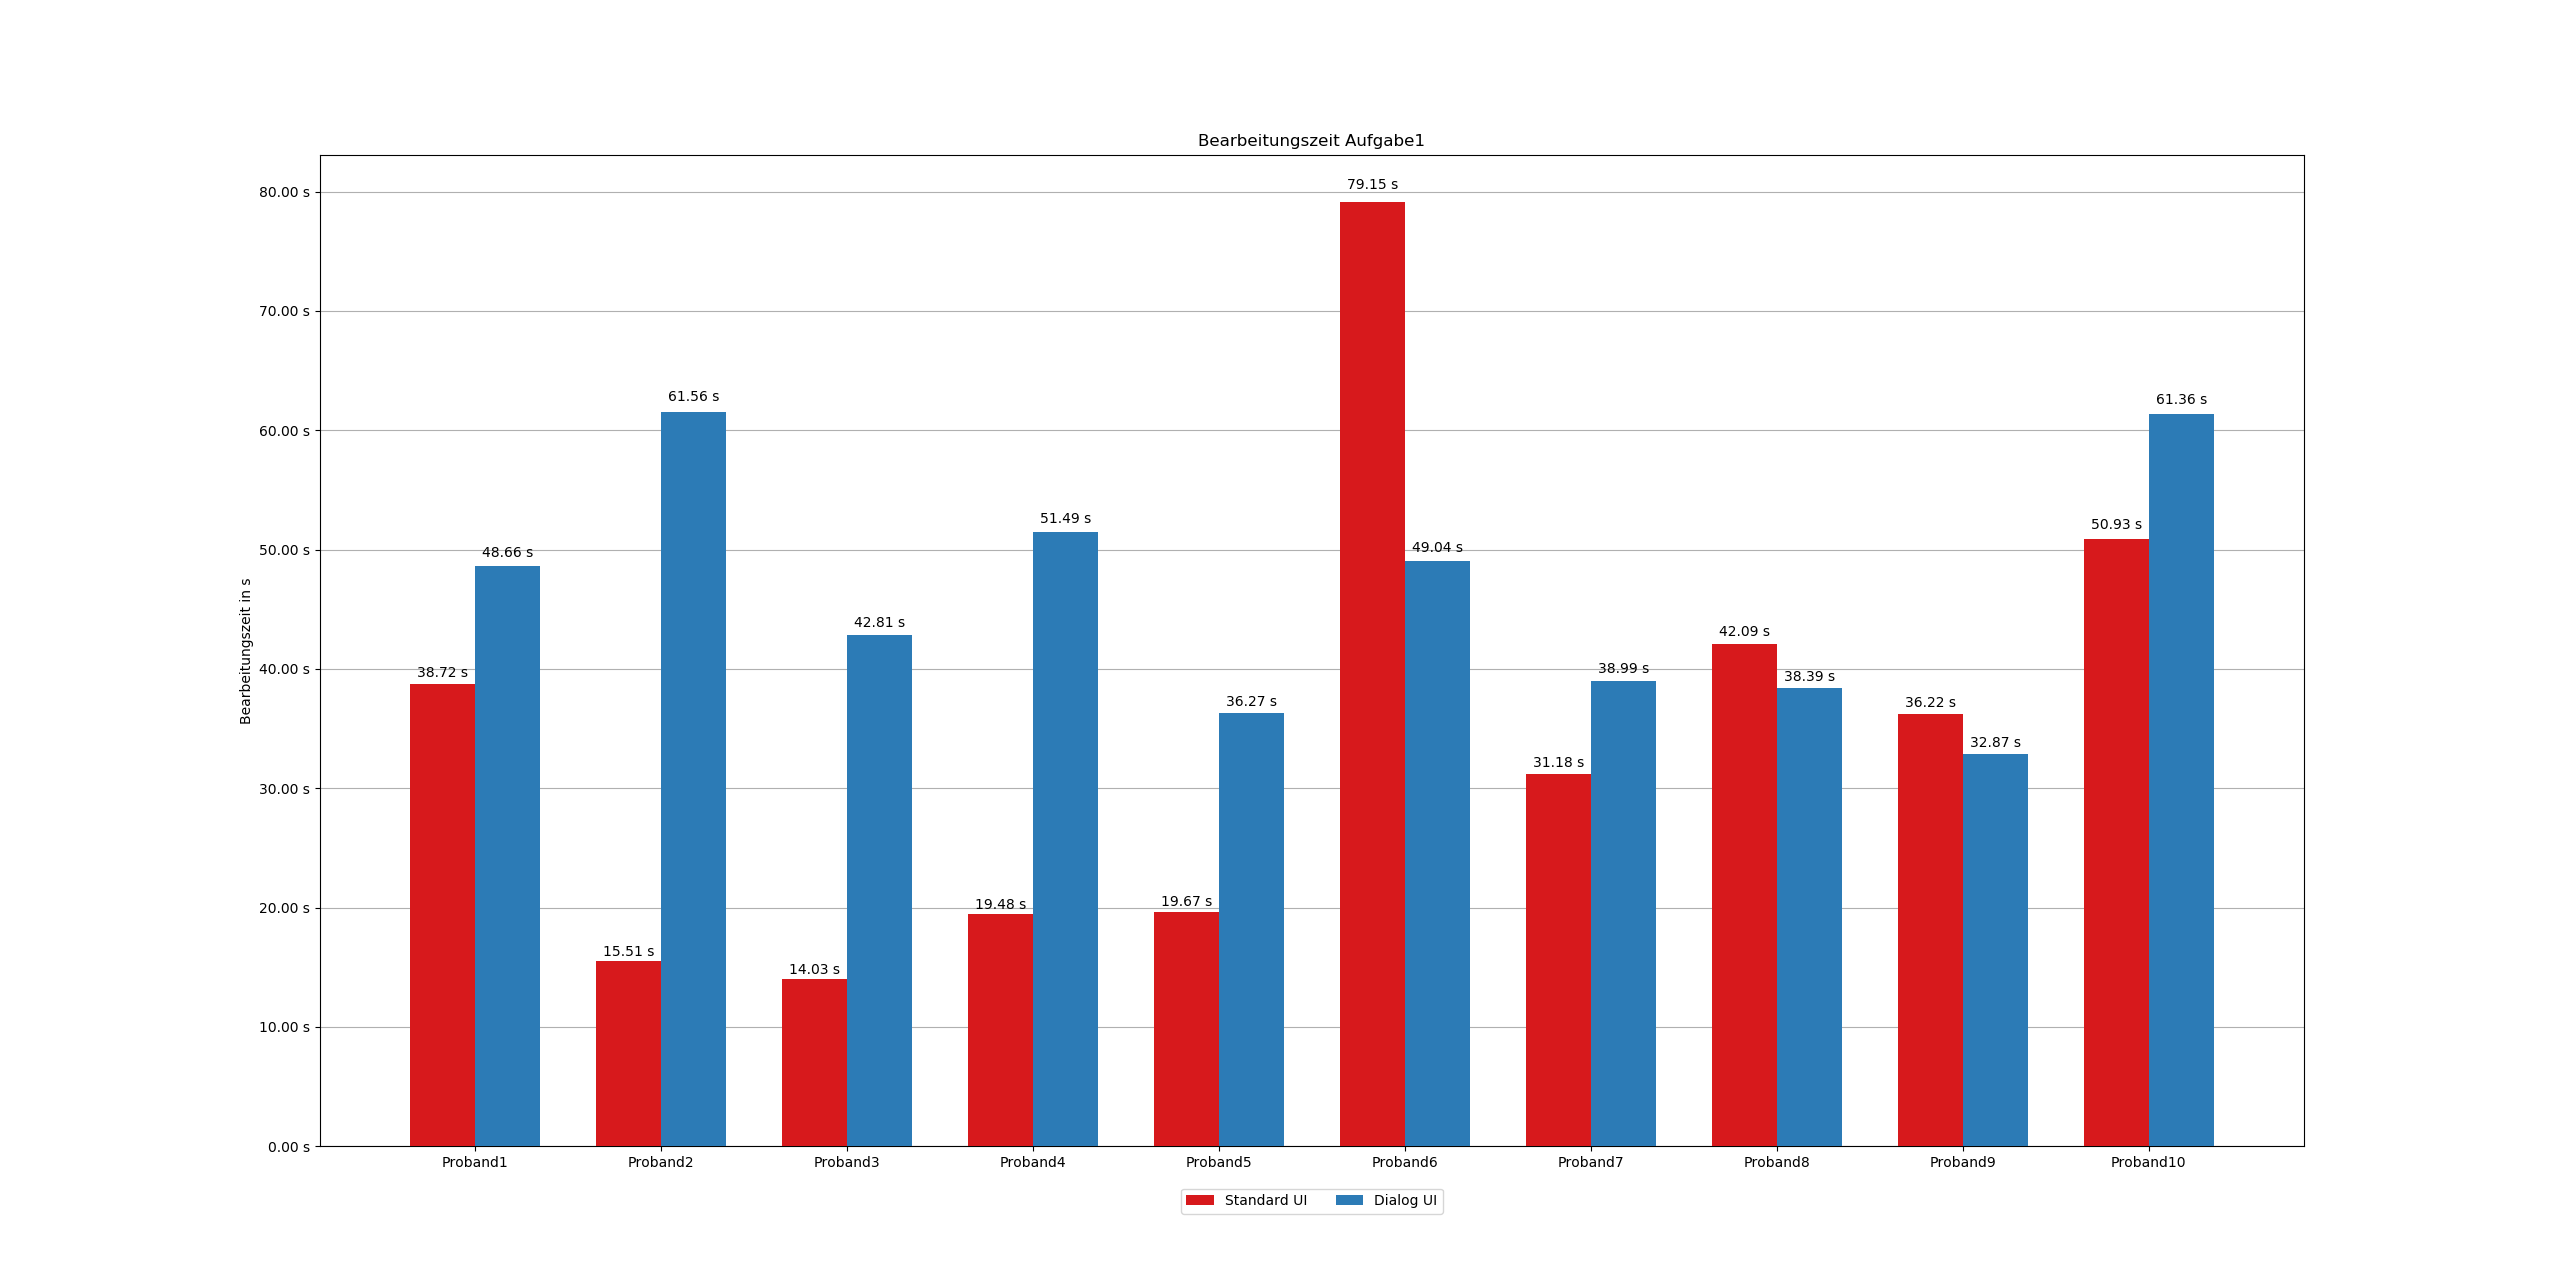 Bearbeitungszeit Aufgabe1
Bearbeitungszeit in s
80.00 s
70.00 s
60.00 s
50.00 s
40.00 s
30.00 s
20.00 s
10.00 s
0.00 s
38.72 s
48.66 s
15.51 s
61.56 s
14.03 s
42.81 s
19.48 s
51.49 s
19.67 s
36.27 s
79.15 s
49.04 s
31.18 s
38.99 s
42.09 s
38.39 s
36.22 s
32.87 s
50.93 s
61.36 s
Proband1 Proband2 Proband3 Proband4 Proband5 Proband6 Proband7 Proband8 Proband9 Proband10
Standard UI Dialog UI